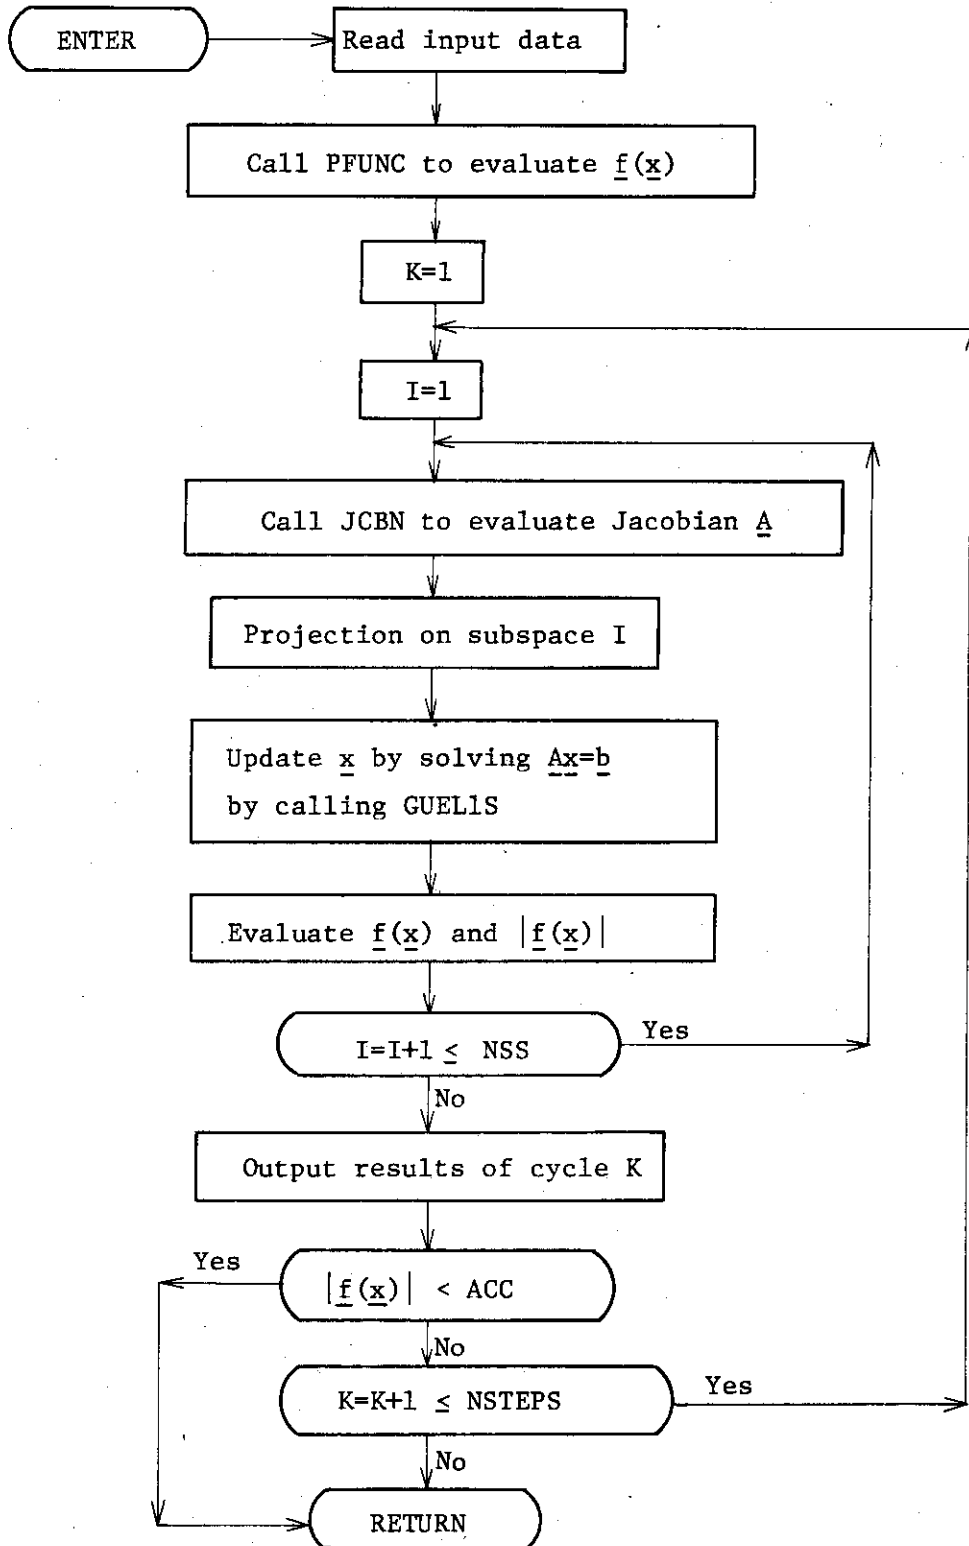 ENTER
Read input data
Call PFUNC to evaluate f(x)
K=1
I=1
Call JCBN to evaluate Jacobian A
Projection on subspace I
Update x by solving Ax=b
by calling GUEL1S
Evaluate f(x) and |f(x)|
I=I+1 ≤ NSS
Yes
No
Output results of cycle K
Yes
|f(x)| < ACC
No
K=K+1 ≤ NSTEPS
Yes
No
RETURN